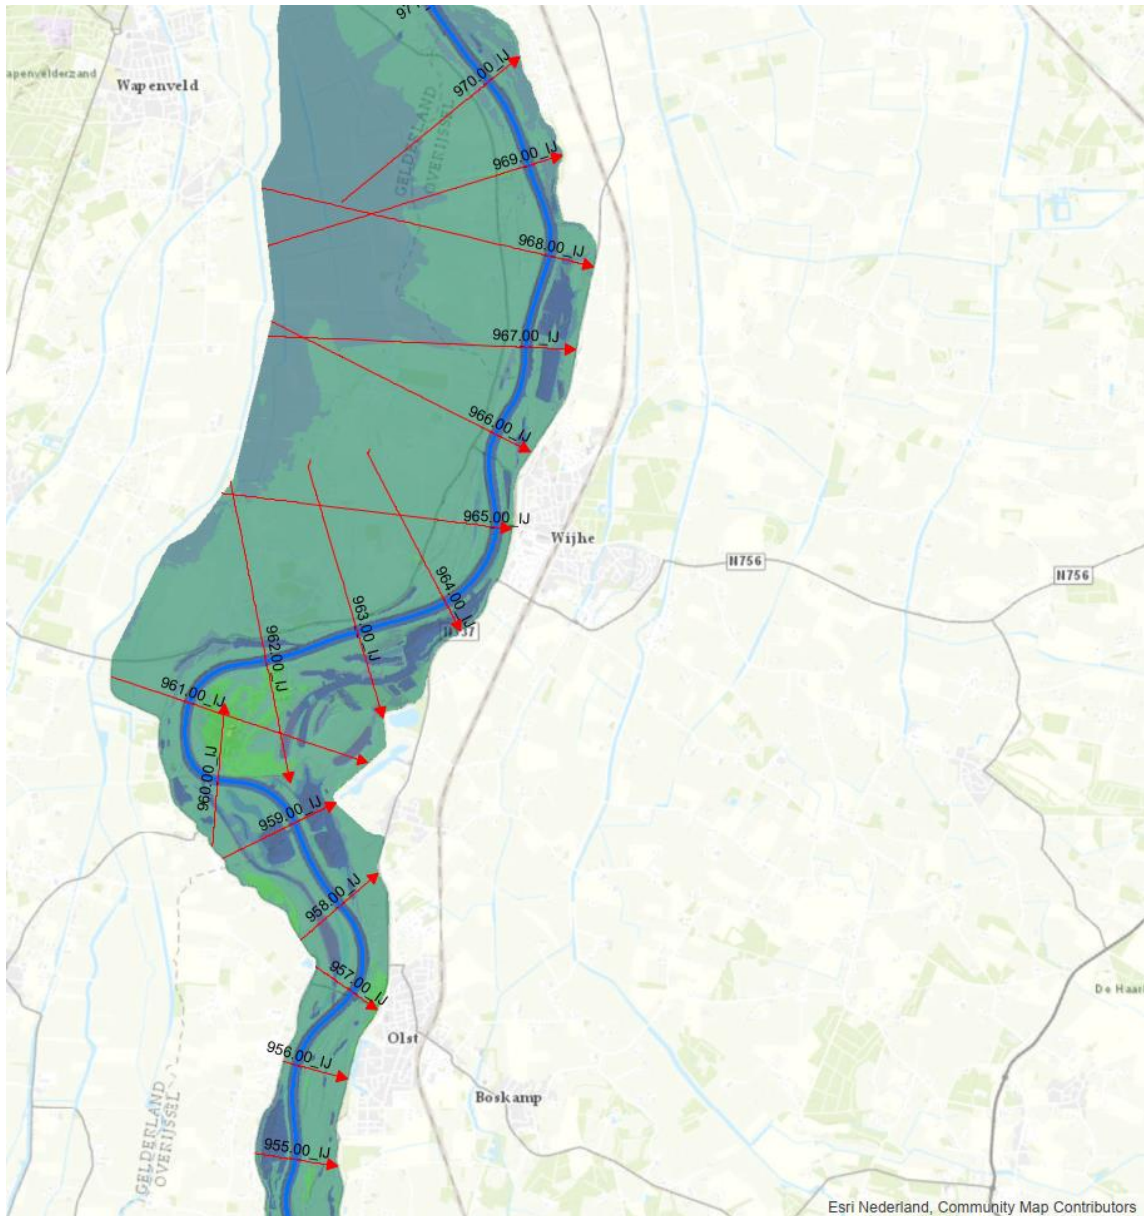 970.00_IJ
apenvelderzand
Wapenveld
GELDERLAND
OVERIJSSEL
969.00_IJ
968.00_IJ
967.00_IJ
966.00_IJ
965.00_IJ
Wijhe
N756
N756
964.00_IJ
963.00_IJ
N337
962.00_IJ
961.00_IJ
960.00_IJ
959.00_IJ
958.00_IJ
957.00_IJ
De Haar
Olst
956.00_IJ
Boskamp
GELDERLAND
OVERIJSSEL
955.00_IJ
Esri Nederland, Community Map Contributors